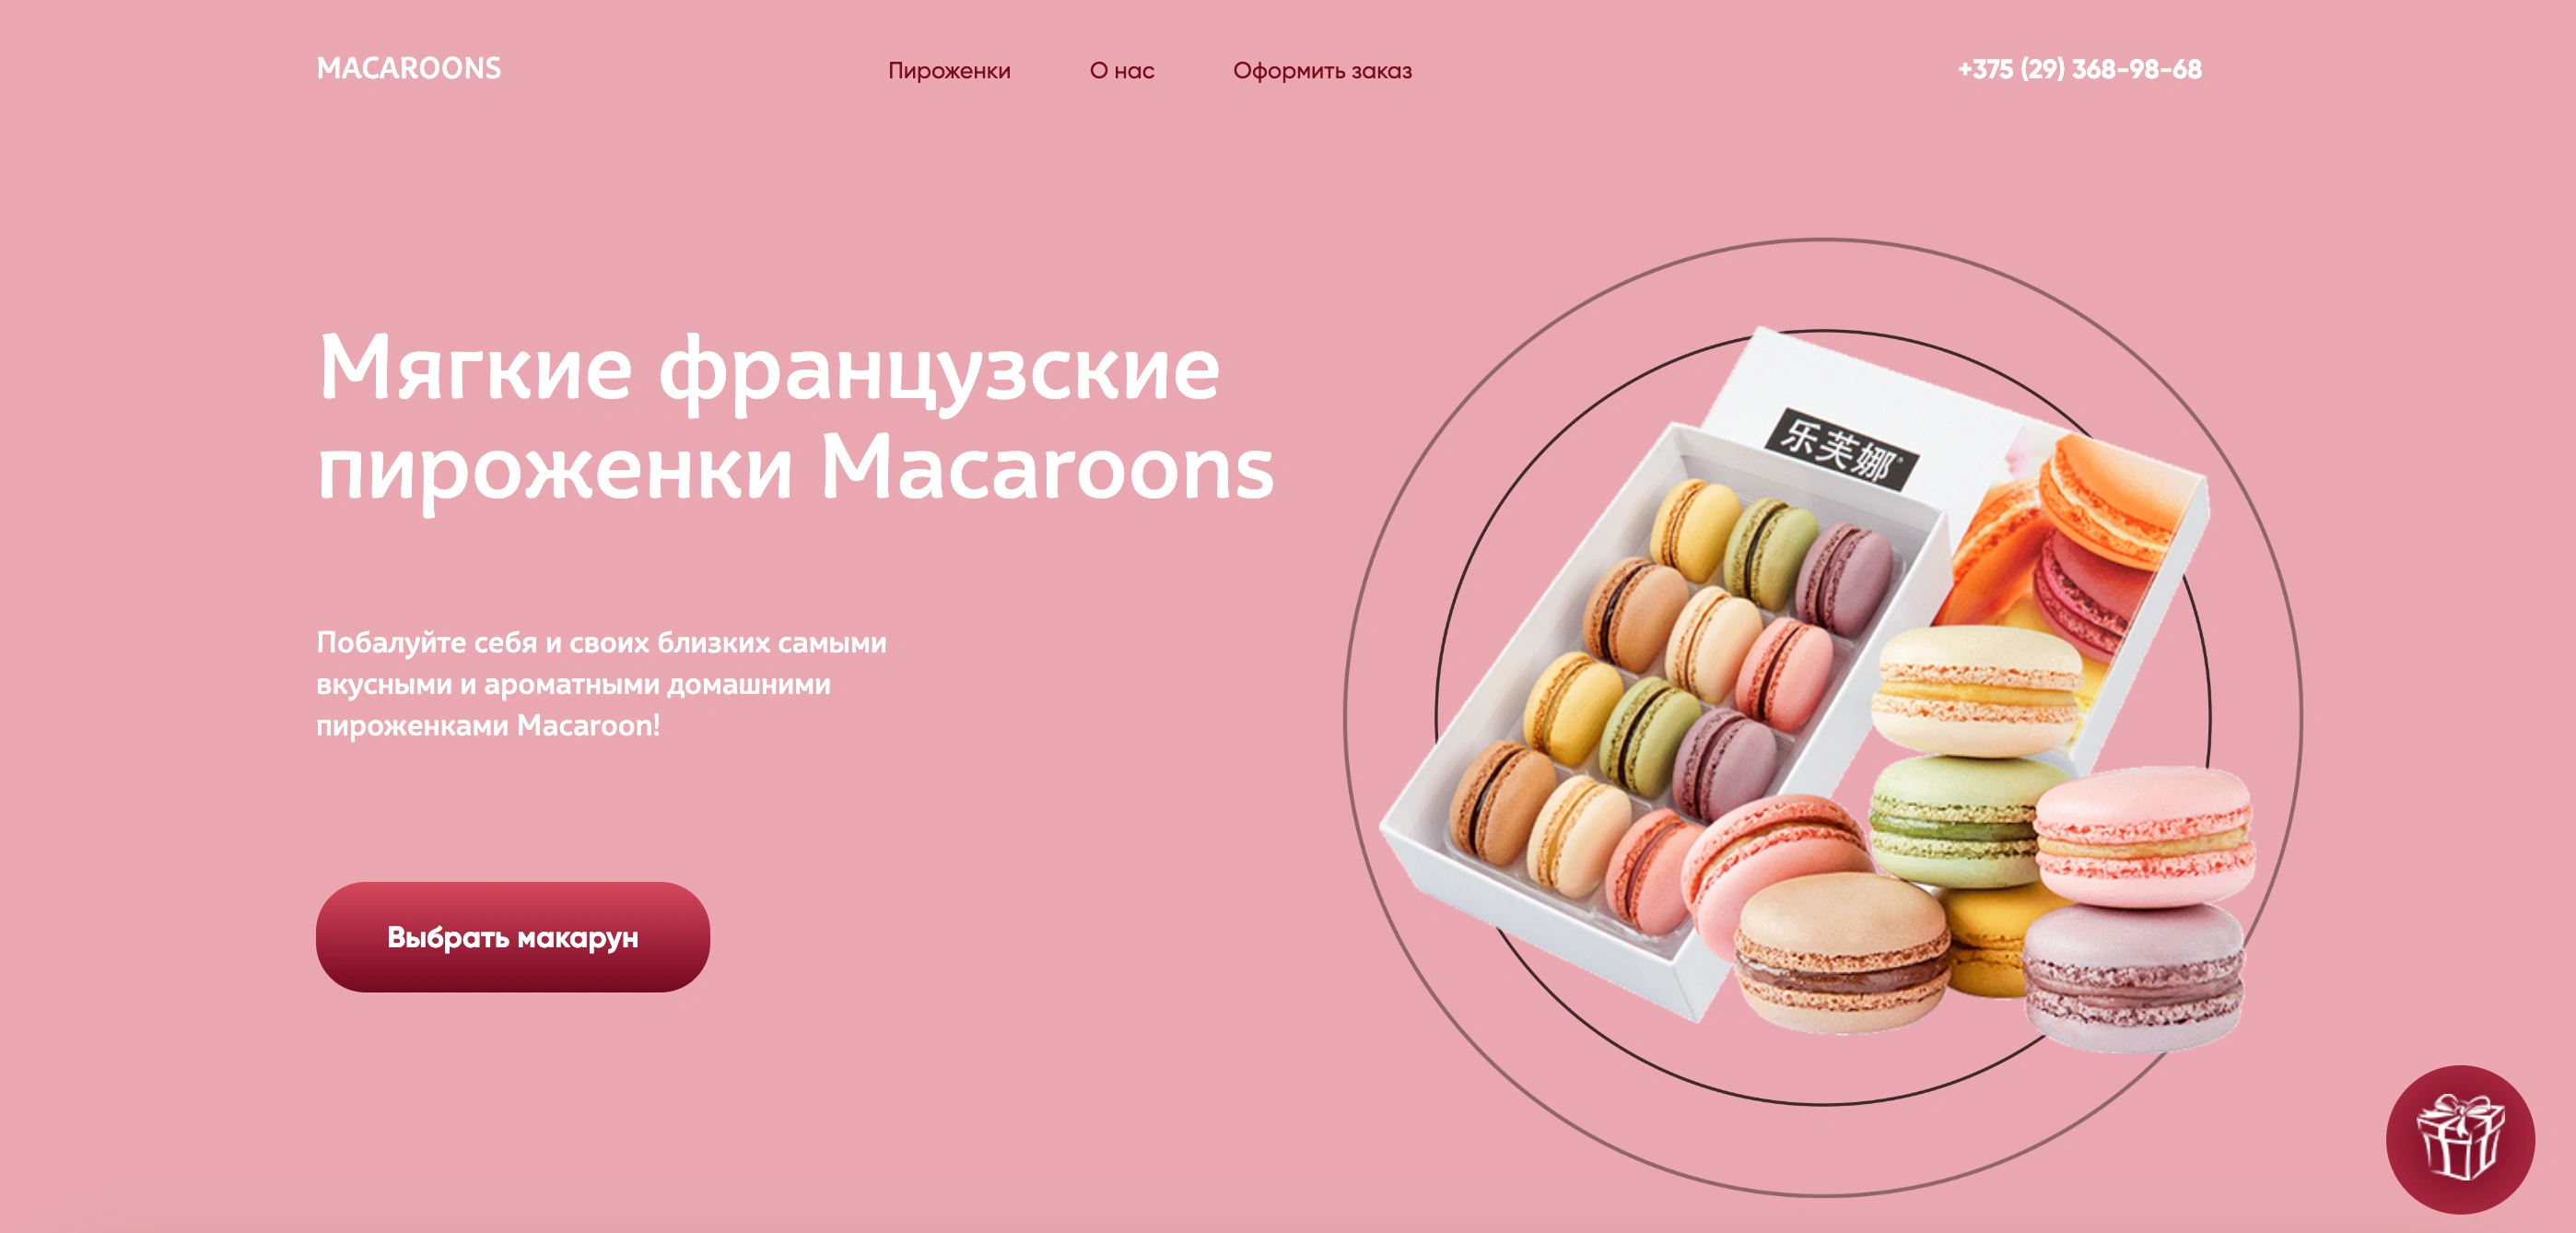 MACAROONS
Пироженки
О нас
Оформить заказ
+375 (29) 368-98-68
Мягкие французские
пироженки Macaroons
乐芙娜
Побалуйте себя и своих близких самыми
вкусными и ароматными домашними
пироженками Macaroon!
Выбрать макарун